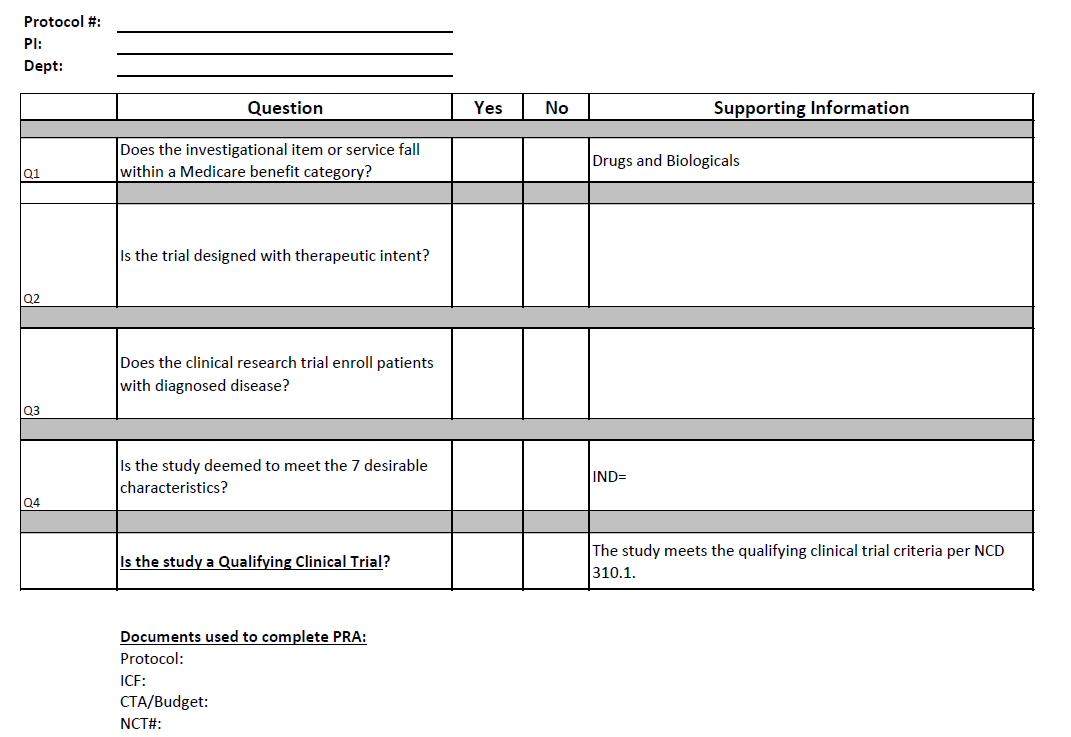 Protocol #:
PI:
Dept:
Question Yes No Supporting Information
Does the investigational item or service fall
within a Medicare benefit category?
Q1
Drugs and Biologicals
Is the trial designed with therapeutic intent?
Q2
Does the clinical research trial enroll patients
with diagnosed disease?
Q3
Is the study deemed to meet the 7 desirable
characteristics?
Q4
IND=
Is the study a Qualifying Clinical Trial?
The study meets the qualifying clinical trial criteria per NCD
310.1.
Documents used to complete PRA:
Protocol:
ICF:
CTA/Budget:
NCT#: